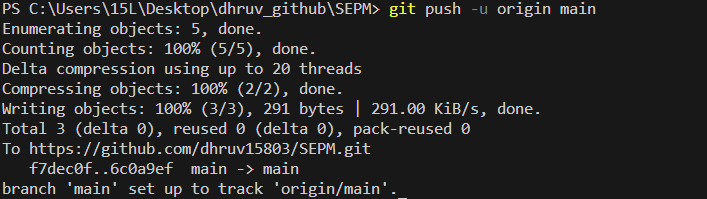 PS C:\Users\15L\Desktop\dhruv_github\SEPM> git push -u origin main
Enumerating objects: 5, done.
Counting objects: 100% (5/5), done.
Delta compression using up to 20 threads
Compressing objects: 100% (2/2), done.
Writing objects: 100% (3/3), 291 bytes | 291.00 KiB/s, done.
Total 3 (delta 0), reused 0 (delta 0), pack-reused 0
To https://github.com/dhruv15803/SEPM.git
   f7dec0f..6c0a9ef  main -> main
branch 'main' set up to track 'origin/main'.